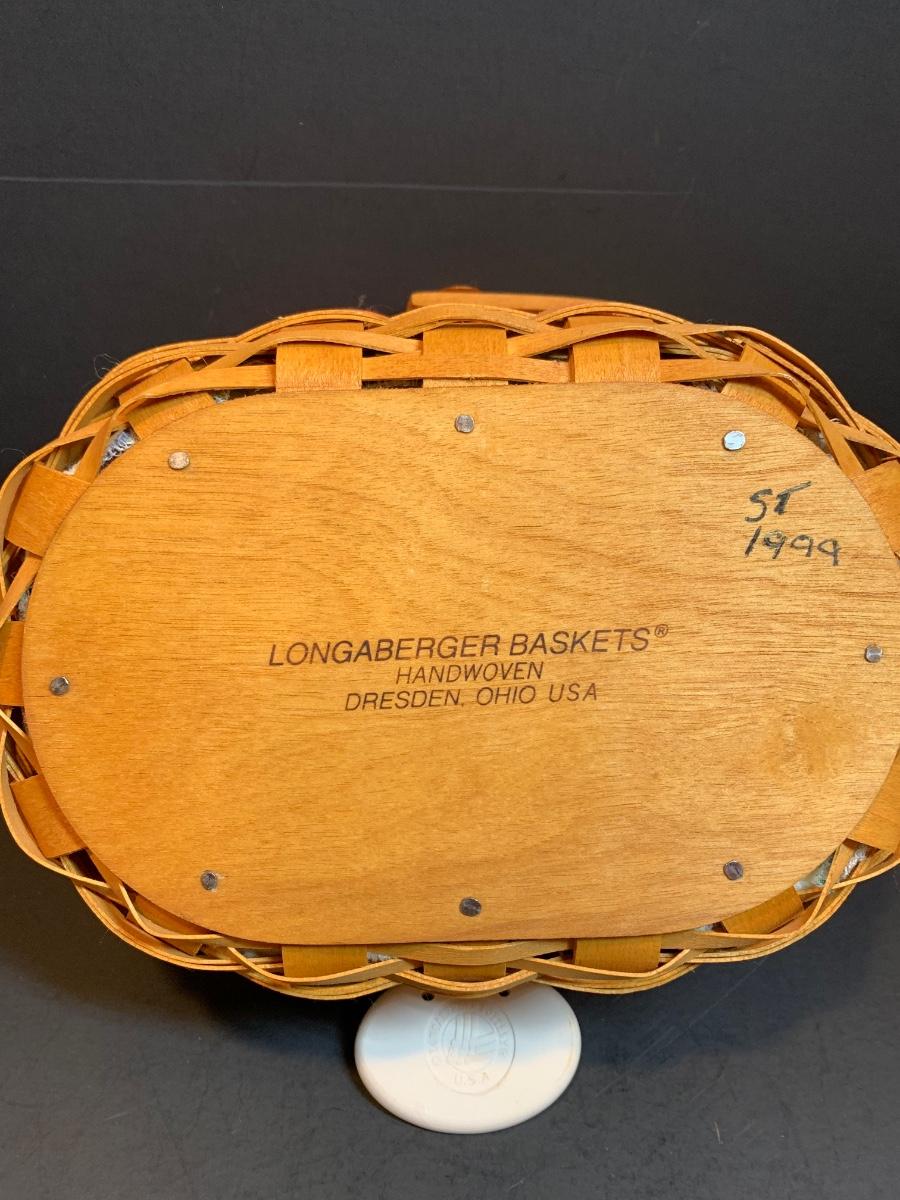 ST
1999
LONGABERGER BASKETS®
HANDWOVEN
DRESDEN, OHIO USA
U.S.A